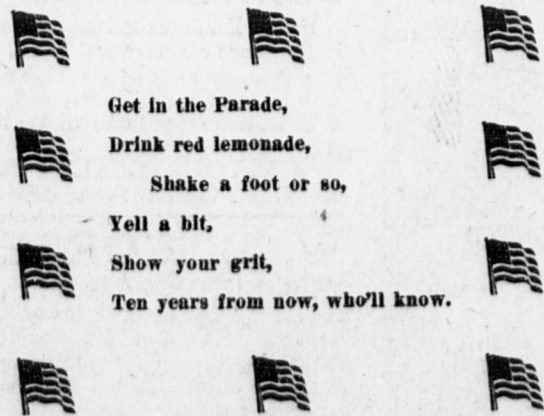 Get in the Parade,
Drink red lemonade,
Shake a foot or so,
Yell a bit,
Show your grit,
Ten years from now, who'll know.